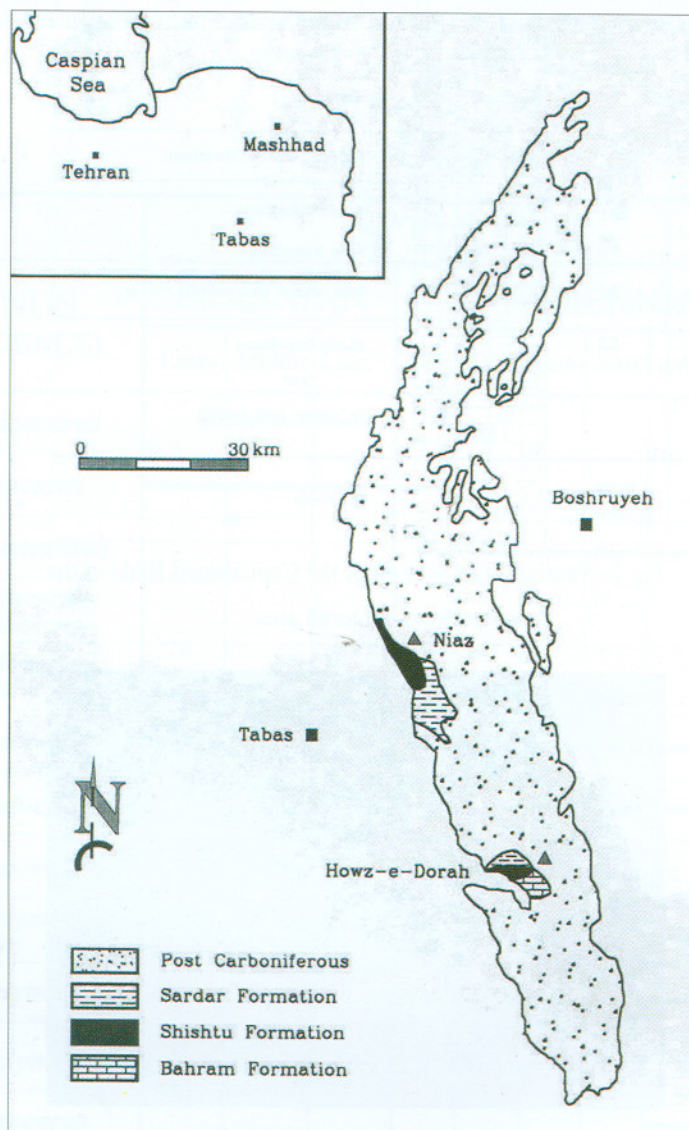 Caspian
Sea
Mashhad
Tehran
Tabas
0 30 km
Boshruyeh
Niaz
Tabas
N
Howz-e-Dorah
Post Carboniferous
Sardar Formation
Shishtu Formation
Bahram Formation